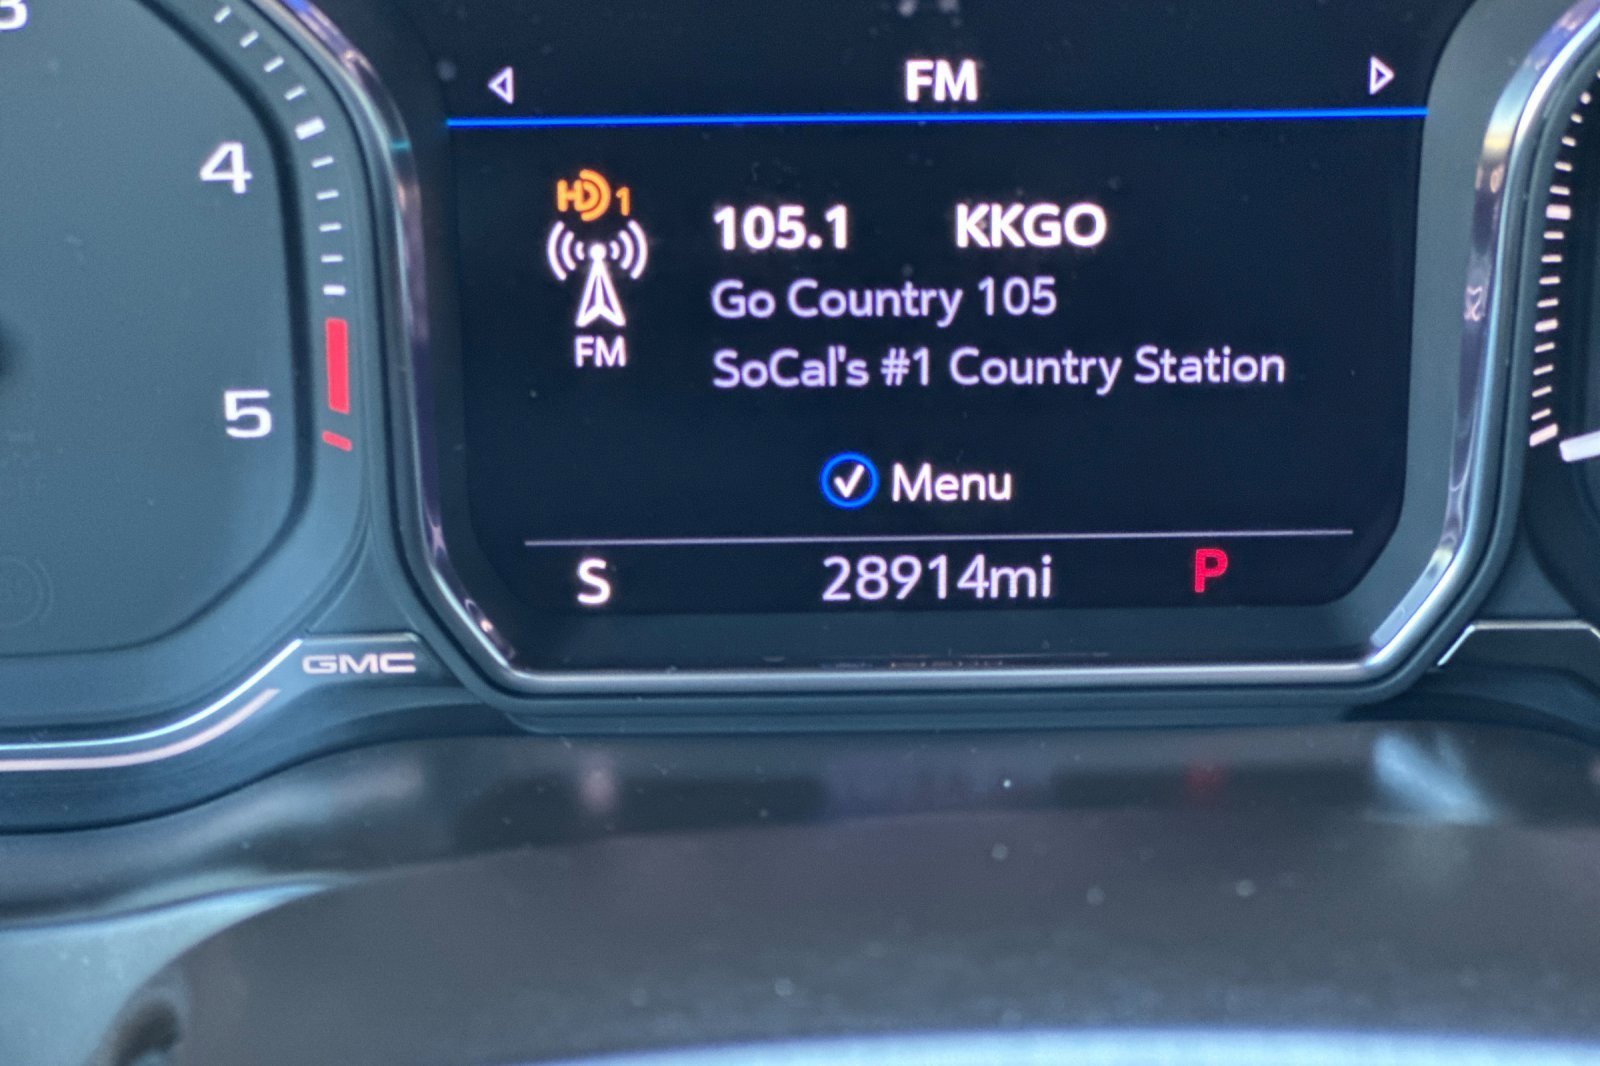 3
4
5
FM
HD 1
FM
105.1 KKGO
Go Country 105
SoCal's #1 Country Station
Menu
S 28914mi P
GMC